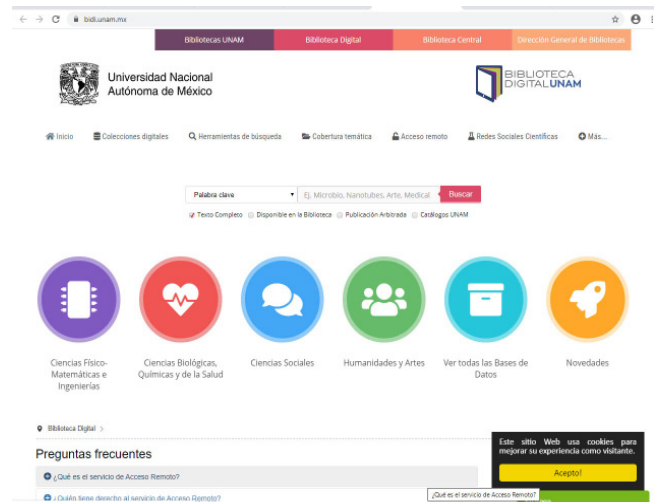 bidi.unam.mx
Bibliotecas UNAM
Biblioteca Digital
Biblioteca Central
Dirección General de Bibliotecas
Universidad Nacional
Autónoma de México
BIBLIOTECA
DIGITALUNAM
Inicio
Colecciones digitales
Herramientas de búsqueda
Cobertura temática
Acceso remoto
Redes Sociales Científicas
Más...
Palabra clave
Ej. Microbio, Nanotubes, Arte, Medical
Buscar
Texto Completo
Disponible en la Biblioteca
Publicación Arbitrada
Catálogos UNAM
Ciencias Físico-
Matemáticas e
Ingenierías
Ciencias Biológicas,
Químicas y de la Salud
Ciencias Sociales
Humanidades y Artes
Ver todas las Bases de
Datos
Novedades
Biblioteca Digital >
Preguntas frecuentes
¿Qué es el servicio de Acceso Remoto?
¿Quién tiene derecho al servicio de Acceso Remoto?
Este sitio Web usa cookies para
mejorar su experiencia como visitante.
Acepto!
¿Qué es el servicio de Acceso Remoto?